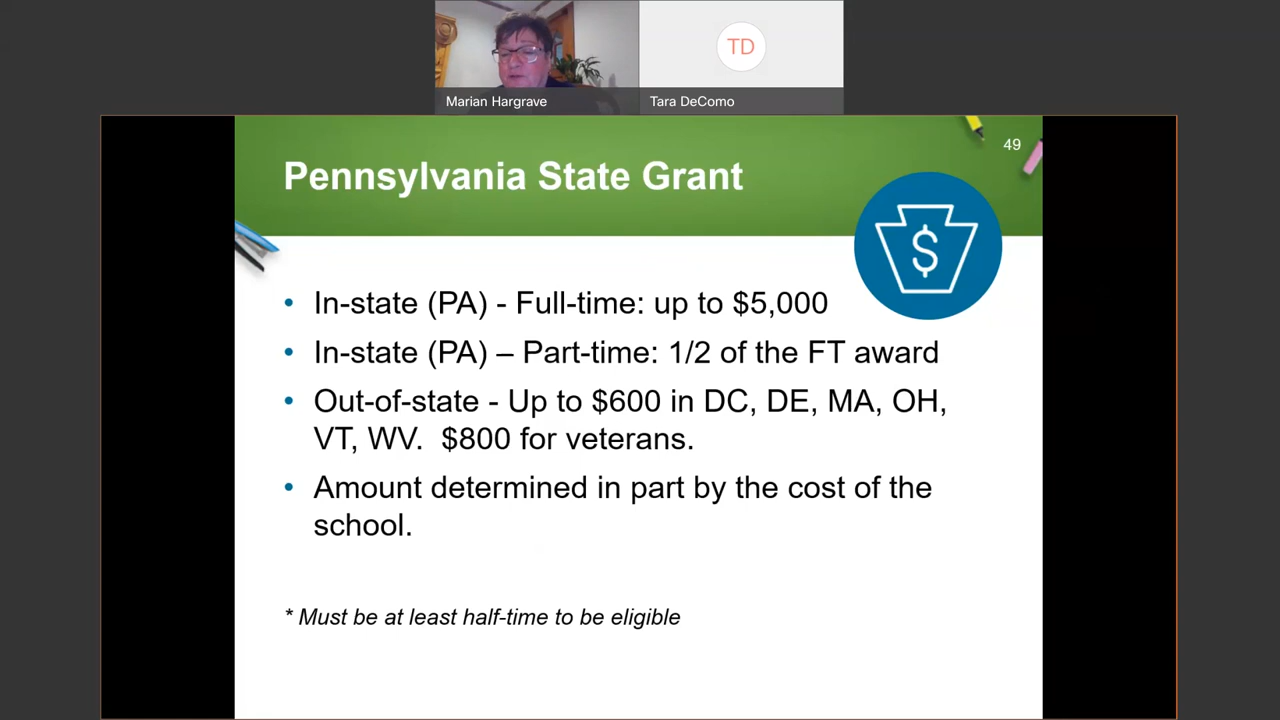 TD
Marian Hargrave
Tara DeComo
49
Pennsylvania State Grant
$
• In-state (PA) - Full-time: up to $5,000
• In-state (PA) – Part-time: 1/2 of the FT award
• Out-of-state - Up to $600 in DC, DE, MA, OH,
VT, WV.  $800 for veterans.
• Amount determined in part by the cost of the
school.
* Must be at least half-time to be eligible